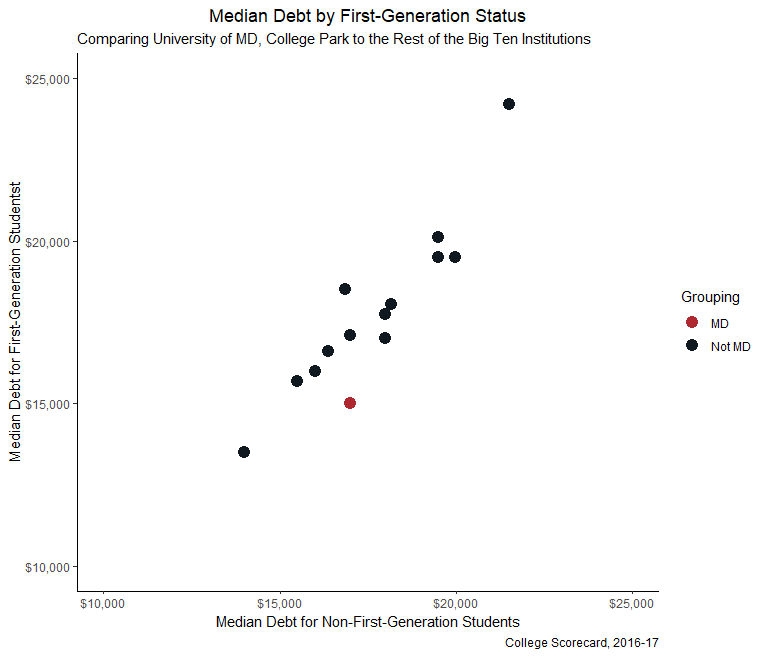 Median Debt by First-Generation Status
Comparing University of MD, College Park to the Rest of the Big Ten Institutions
$25,000
$20,000
$15,000
$10,000
Median Debt for First-Generation Studentst
$10,000 $15,000 $20,000 $25,000
Median Debt for Non-First-Generation Students
Grouping
MD
Not MD
College Scorecard, 2016-17